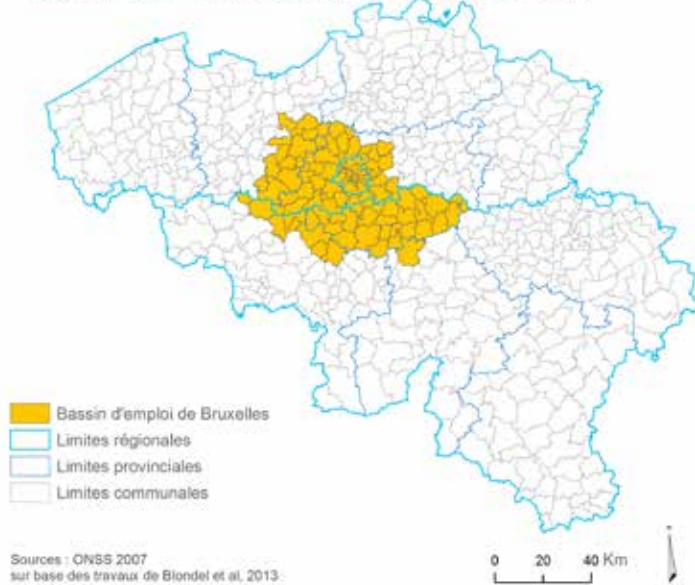 Bassin d'emploi de Bruxelles
Limites régionales
Limites provinciales
Limites communales
Sources : ONSS 2007
sur base des travaux de Blondel et al, 2013
0 20 40 Km